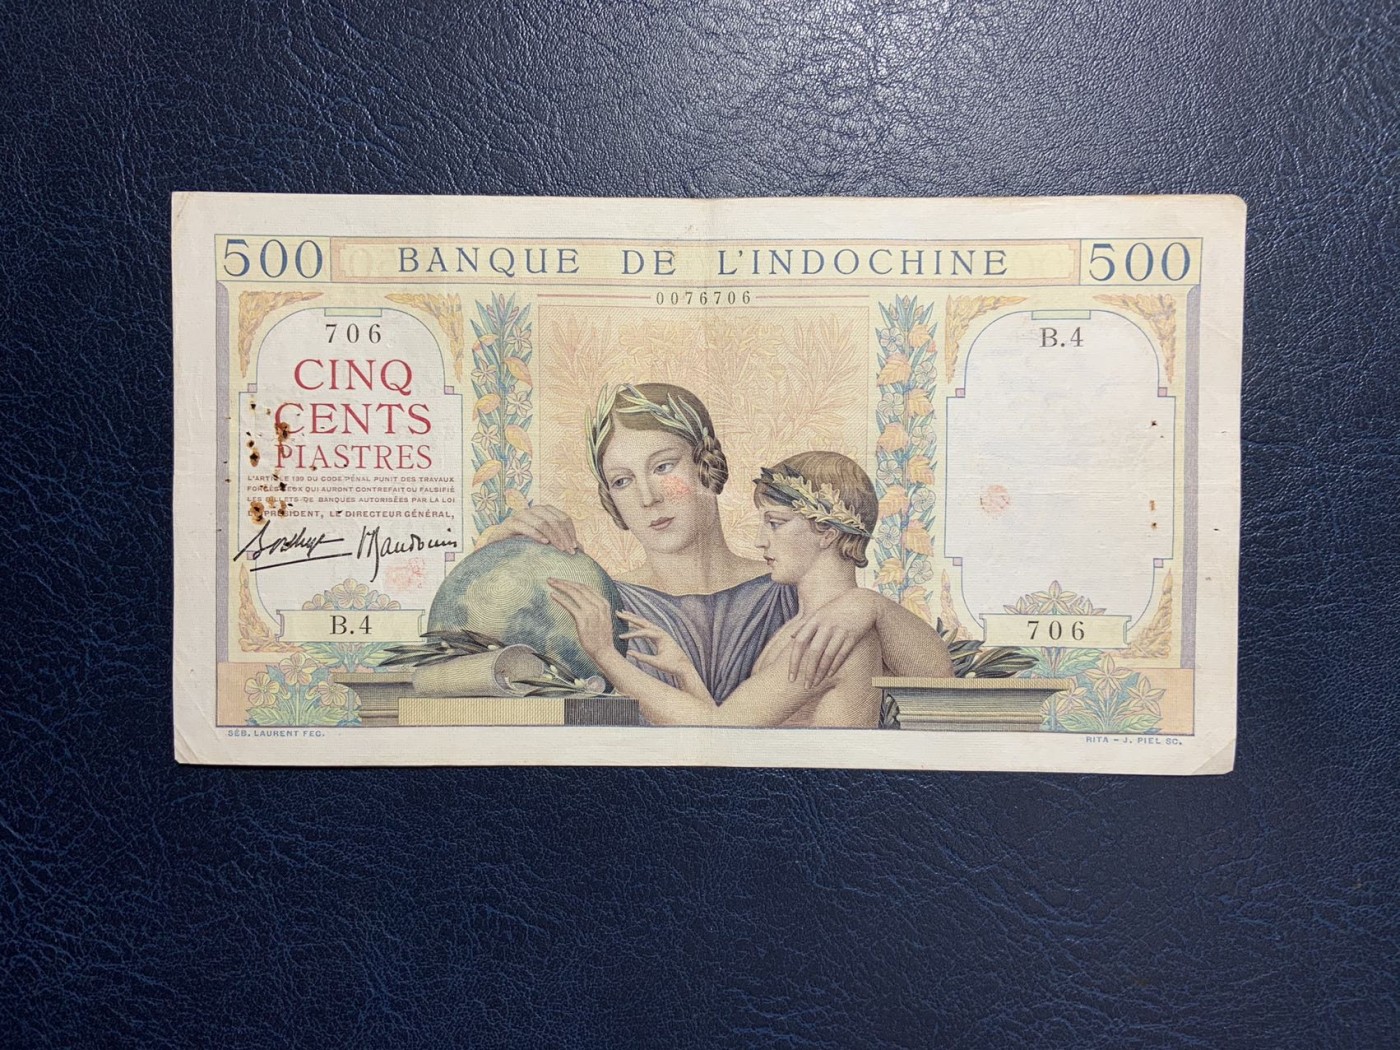 500 BANQUE DE L'INDOCHINE 500
0076706
706
B.4
CINQ
CENTS
PIASTRES
L'ARTICLE 139 DU CODE PÉNAL PUNIT DES TRAVAUX
FORCÉS CEUX QUI AURONT CONTREFAIT OU FALSIFIÉ
LES BILLETS DE BANQUES AUTORISÉES PAR LA LOI
LE PRÉSIDENT, LE DIRECTEUR GÉNÉRAL,
B.4
706
SÉB. LAURENT FEC.
RITA - J. PIEL SC.